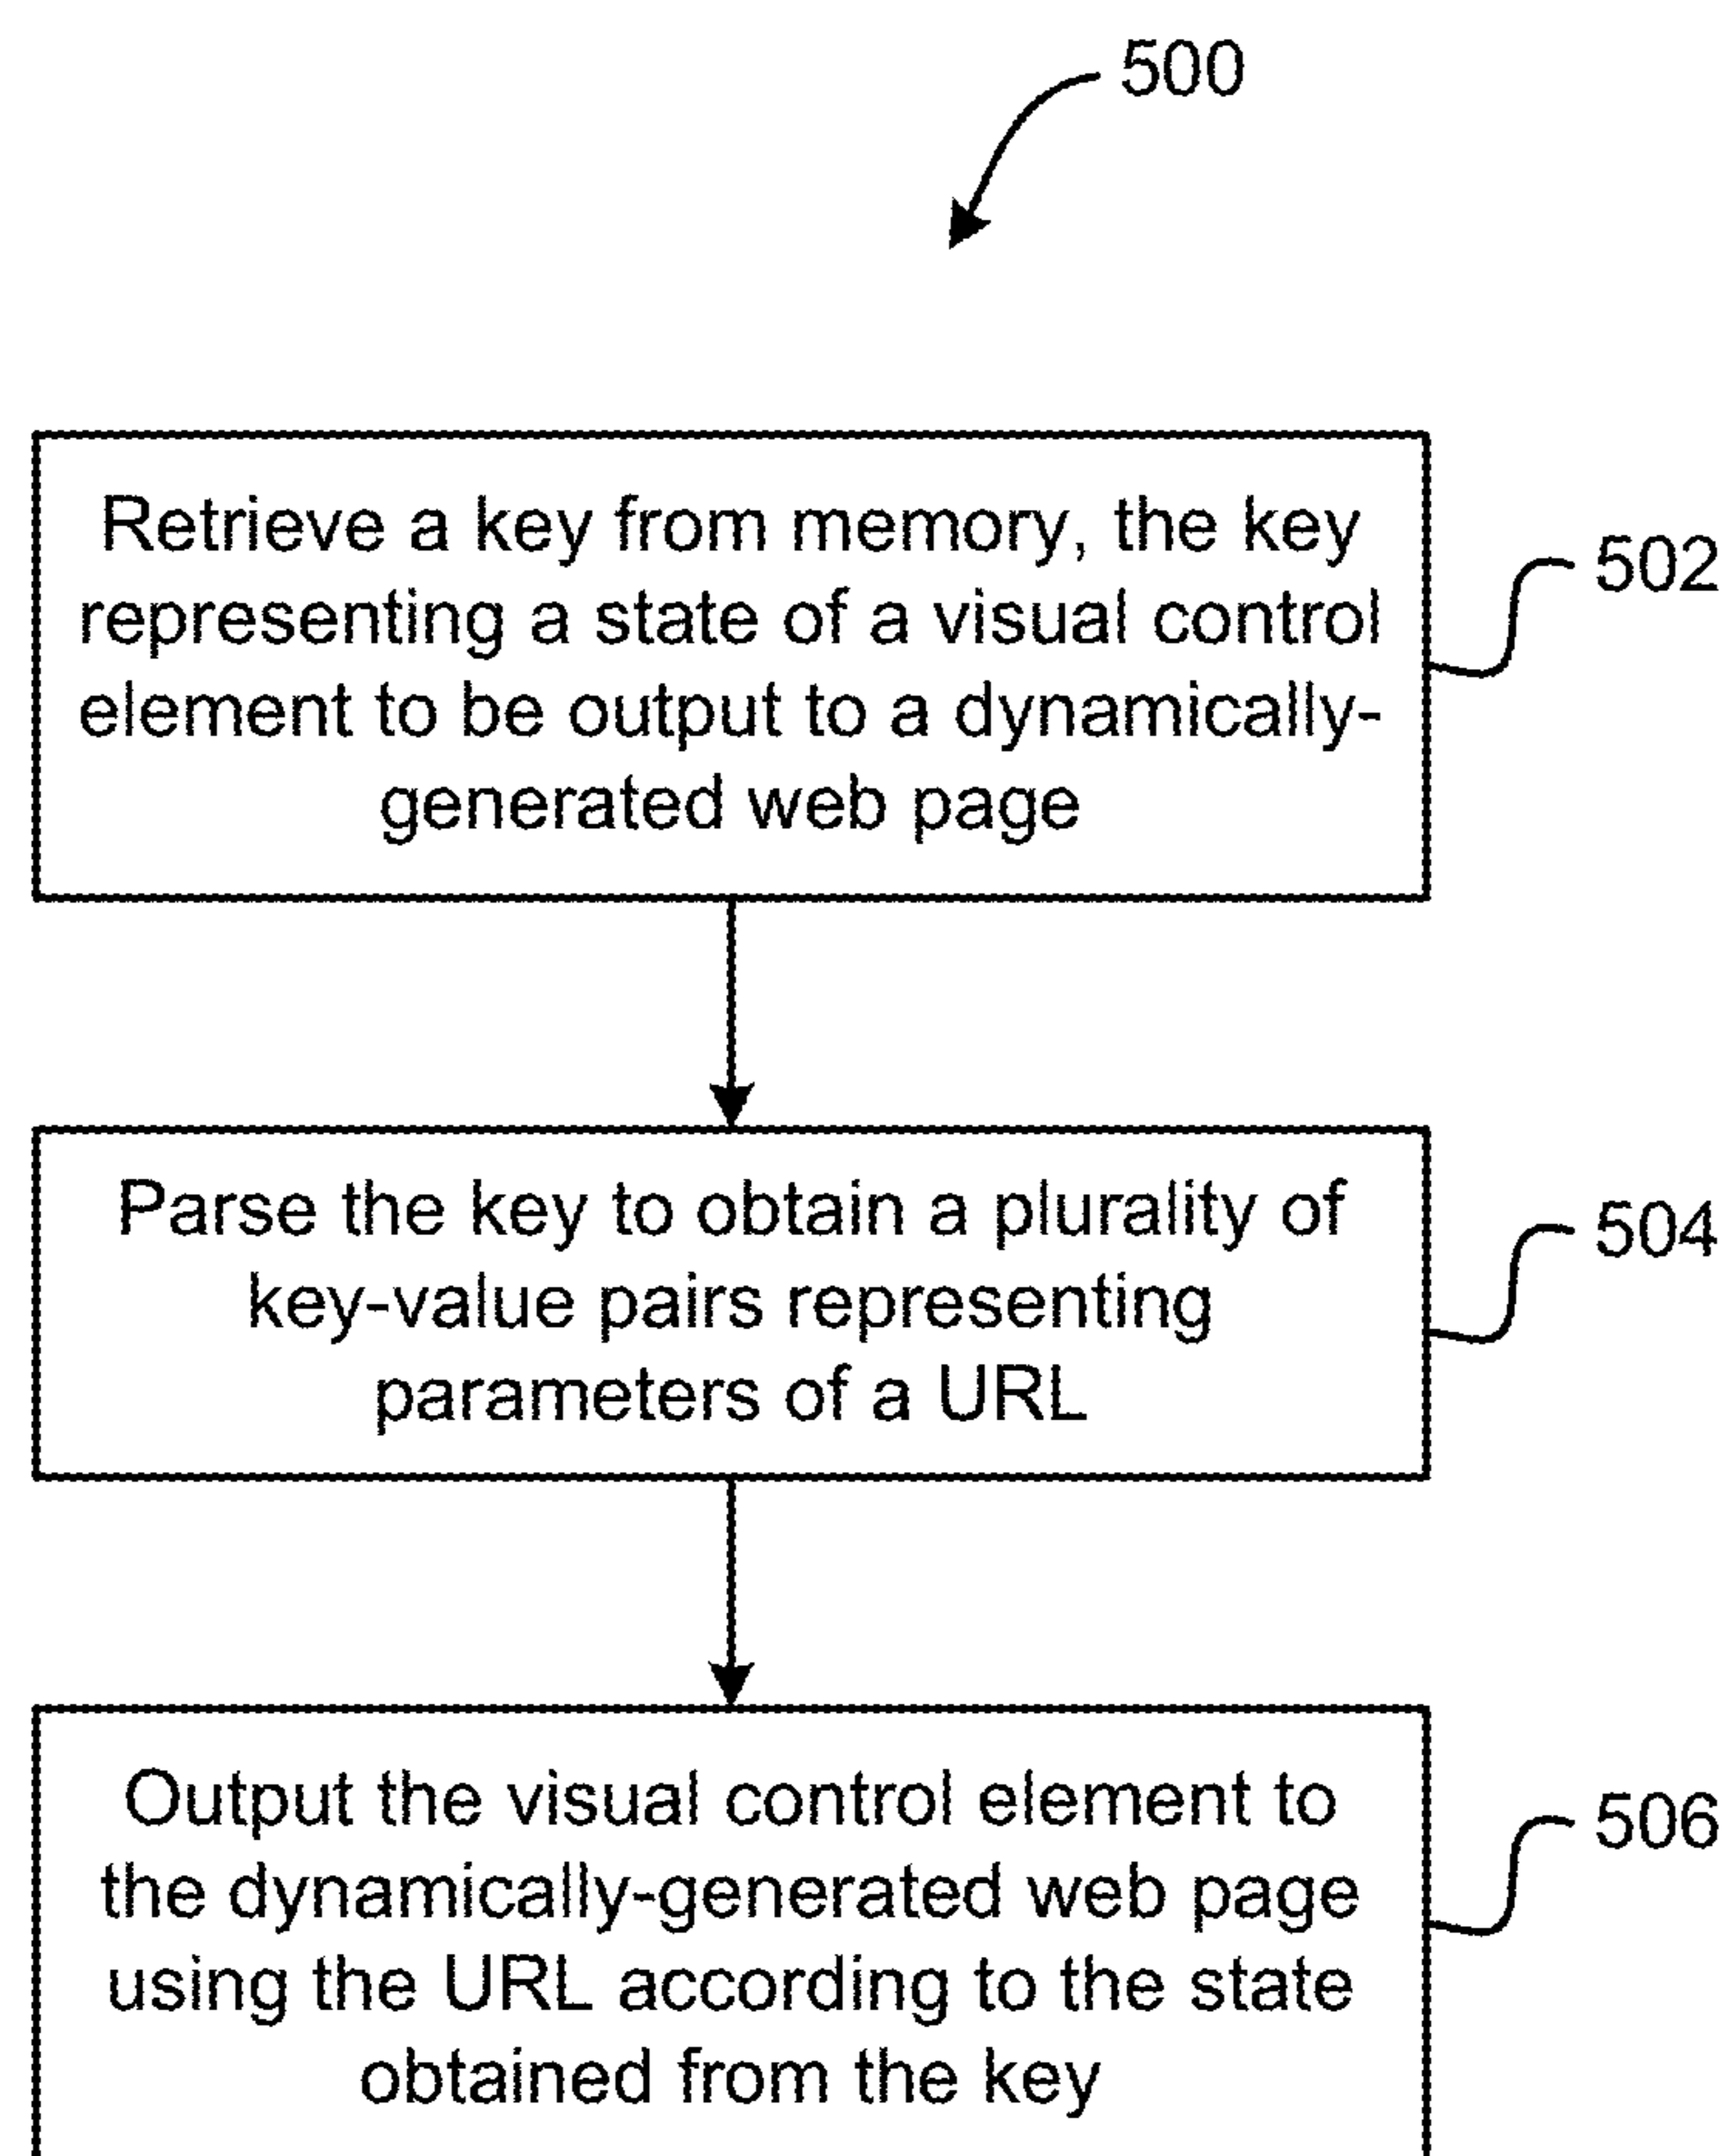 500
Retrieve a key from memory, the key
representing a state of a visual control
element to be output to a dynamically-
generated web page
502
Parse the key to obtain a plurality of
key-value pairs representing
parameters of a URL
504
Output the visual control element to
the dynamically-generated web page
using the URL according to the state
obtained from the key
506